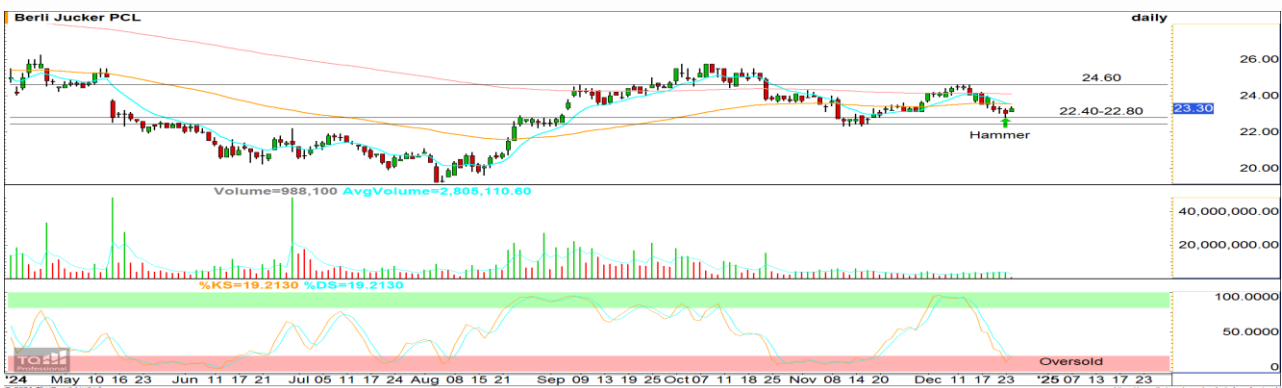 Berli Jucker PCL daily
26.00
24.60
24.00
23.30
22.40-22.80
Hammer
22.00
20.00
Volume=988,100 AvgVolume=2,805,110.60
40,000,000.00
20,000,000.00
%KS=19.2130 %DS=19.2130
100.0000
50.0000
TQ
Professional
Oversold
0
'24 May 10 16 23 Jun 11 17 21 Jul 05 11 17 24 Aug 08 15 21 Sep 09 13 19 25 Oct 07 11 18 25 Nov 08 14 20 Dec 11 17 23 '25 07 13 17 23